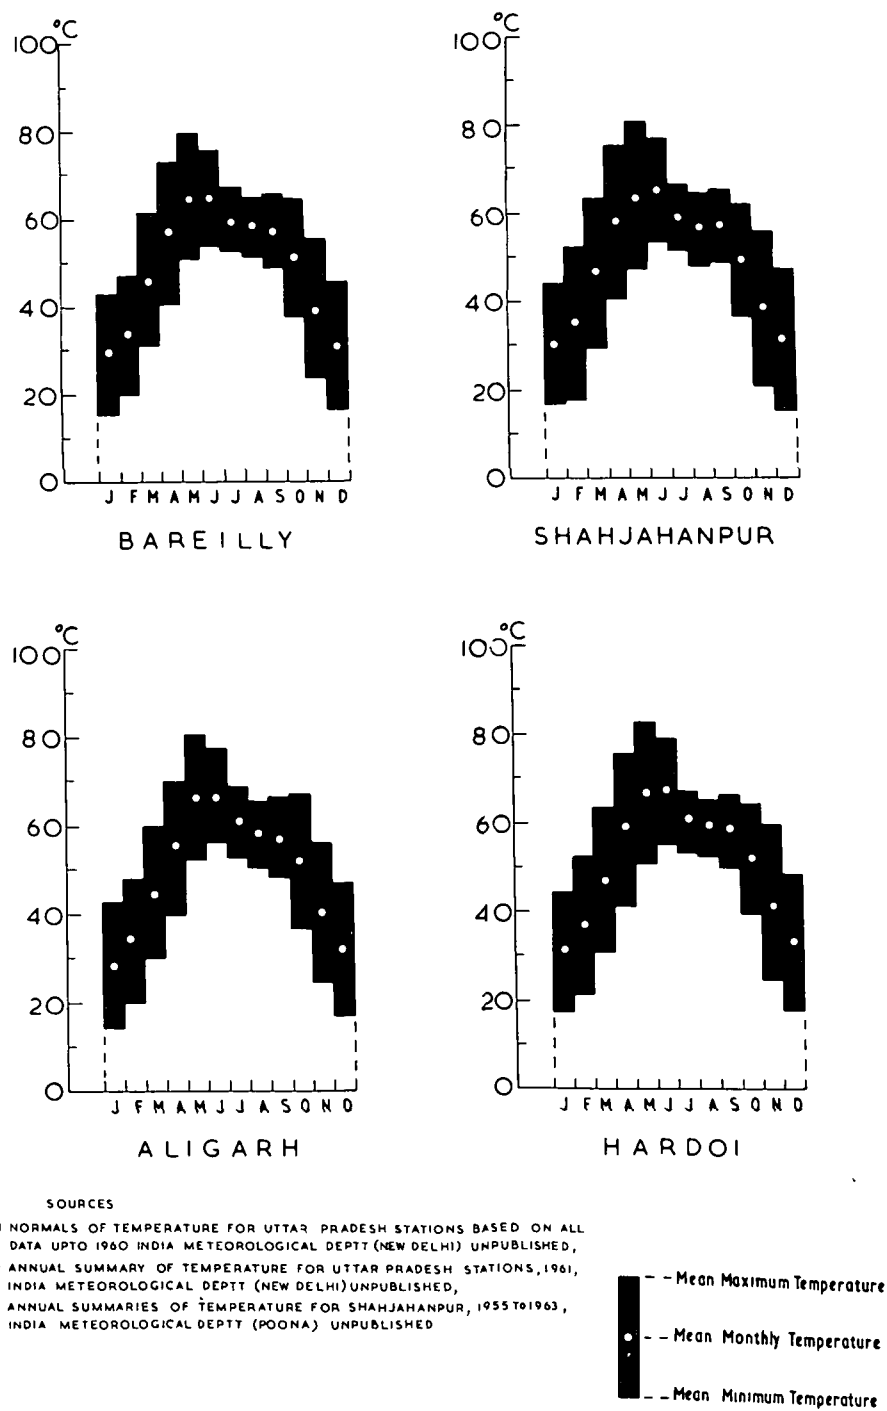 °C
100
80
60
40
20
0
J F M A M J J A S O N D
BAREILLY
°C
100
80
60
40
20
0
J F M A M J J A S O N D
SHAHJAHANPUR
°C
100
80
60
40
20
0
J F M A M J J A S O N D
ALIGARH
°C
100
80
60
40
20
0
J F M A M J J A S O N D
HARDOI
SOURCES
NORMALS OF TEMPERATURE FOR UTTAR PRADESH STATIONS BASED ON ALL
DATA UPTO 1960 INDIA METEOROLOGICAL DEPTT (NEW DELHI) UNPUBLISHED,
ANNUAL SUMMARY OF TEMPERATURE FOR UTTAR PRADESH STATIONS, 1961,
INDIA METEOROLOGICAL DEPTT (NEW DELHI) UNPUBLISHED,
ANNUAL SUMMARIES OF TEMPERATURE FOR SHAHJAHANPUR, 1955 TO 1963,
INDIA METEOROLOGICAL DEPTT (POONA) UNPUBLISHED
Mean Maximum Temperature
Mean Monthly Temperature
Mean Minimum Temperature